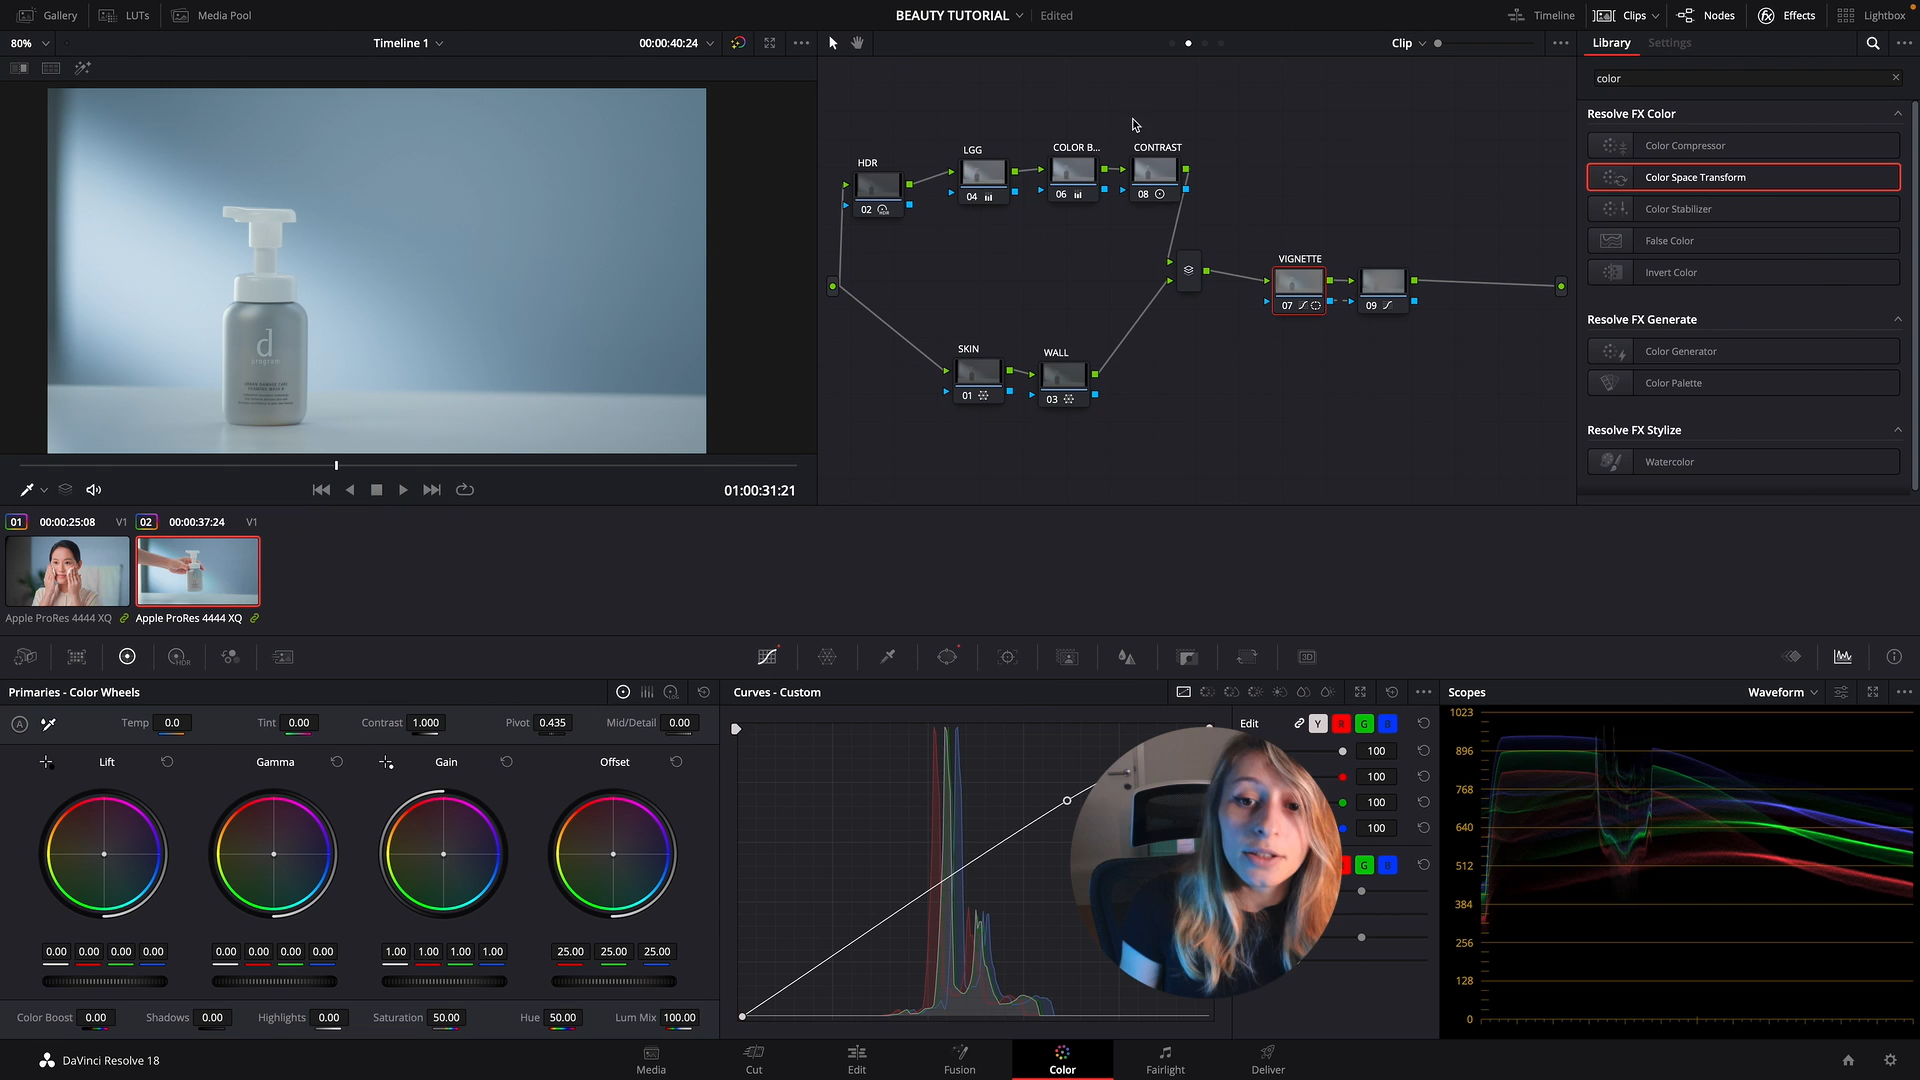 Gallery
LUTs
Media Pool
BEAUTY TUTORIAL
Edited
Timeline
Clips
Nodes
Effects
Lightbox
80%
Timeline 1
00:00:40:24
Clip
Library
Settings
color
Resolve FX Color
Color Compressor
Color Space Transform
Color Stabilizer
False Color
Invert Color
Resolve FX Generate
Color Generator
Color Palette
Resolve FX Stylize
Watercolor
HDR
02
LGG
04
COLOR B...
06
CONTRAST
08
VIGNETTE
07
09
SKIN
01
WALL
03
d
program
01:00:31:21
01 00:00:25:08 V1
02 00:00:37:24 V1
Apple ProRes 4444 XQ
Apple ProRes 4444 XQ
HDR
3D
Primaries - Color Wheels
LOG
Curves - Custom
Scopes
Waveform
A
Temp 0.0
Tint 0.00
Contrast 1.000
Pivot 0.435
Mid/Detail 0.00
Lift
Gamma
Gain
Offset
0.00 0.00 0.00 0.00
0.00 0.00 0.00 0.00
1.00 1.00 1.00 1.00
25.00 25.00 25.00
Color Boost 0.00
Shadows 0.00
Highlights 0.00
Saturation 50.00
Hue 50.00
Lum Mix 100.00
Edit
Y R G B
100
100
100
100
G B
1023
896
768
640
512
384
256
128
0
DaVinci Resolve 18
Media
Cut
Edit
Fusion
Color
Fairlight
Deliver